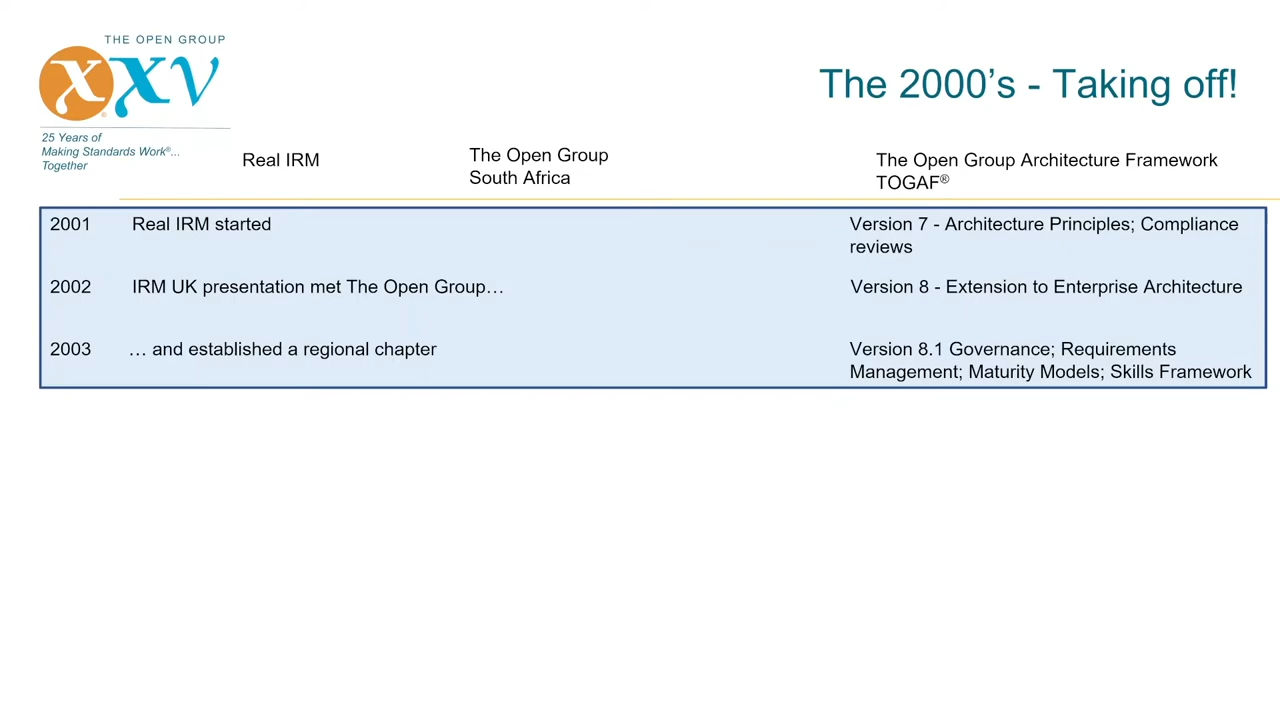 THE OPEN GROUP
XXV
®
25 Years of
Making Standards Work®...
Together
The 2000’s - Taking off!
Real IRM
The Open Group
South Africa
The Open Group Architecture Framework
TOGAF®
2001 Real IRM started Version 7 - Architecture Principles; Compliance
reviews
2002 IRM UK presentation met The Open Group… Version 8 - Extension to Enterprise Architecture
2003 … and established a regional chapter Version 8.1 Governance; Requirements
Management; Maturity Models; Skills Framework